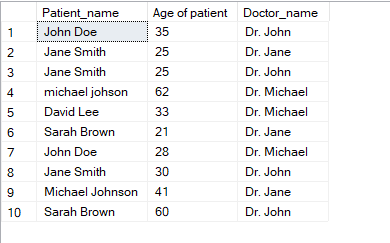 Patient_name Age of patient Doctor_name
1 John Doe 35 Dr. John
2 Jane Smith 25 Dr. Jane
3 Jane Smith 25 Dr. John
4 michael johson 62 Dr. Michael
5 David Lee 33 Dr. Michael
6 Sarah Brown 21 Dr. Jane
7 John Doe 28 Dr. Michael
8 Jane Smith 30 Dr. John
9 Michael Johnson 41 Dr. Jane
10 Sarah Brown 60 Dr. John